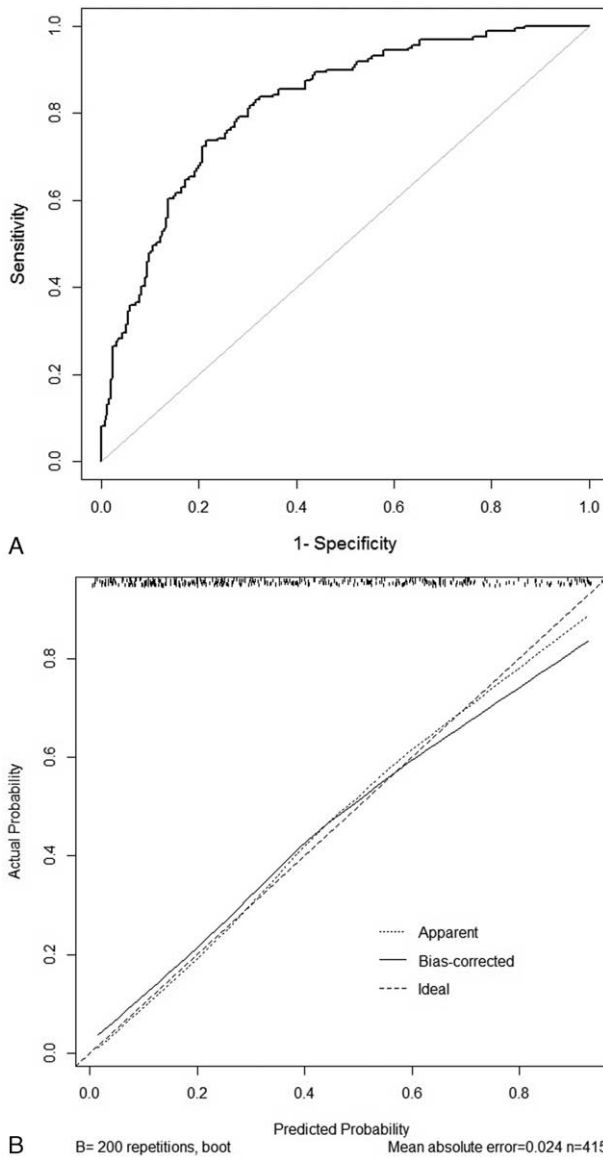 1.0
0.8
0.6
0.4
0.2
0.0
Sensitivity
0.0 0.2 0.4 0.6 0.8 1.0
A 1- Specificity
0.8
0.6
0.4
0.2
0.0
Actual Probability
Apparent
Bias-corrected
Ideal
0.0 0.2 0.4 0.6 0.8
Predicted Probability
B B= 200 repetitions, boot Mean absolute error=0.024 n=415